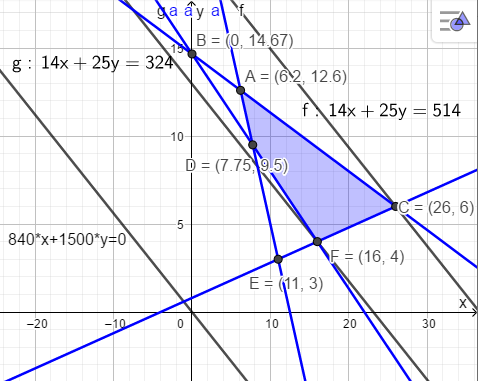 g a a y a f
15
B = (0, 14.67)
g : 14x + 25y = 324
A = (6.2, 12.6)
f : 14x + 25y = 514
10
D = (7.75, 9.5)
C = (26, 6)
5
840*x+1500*y=0
F = (16, 4)
E = (11, 3)
x
−20 −10 0 10 20 30